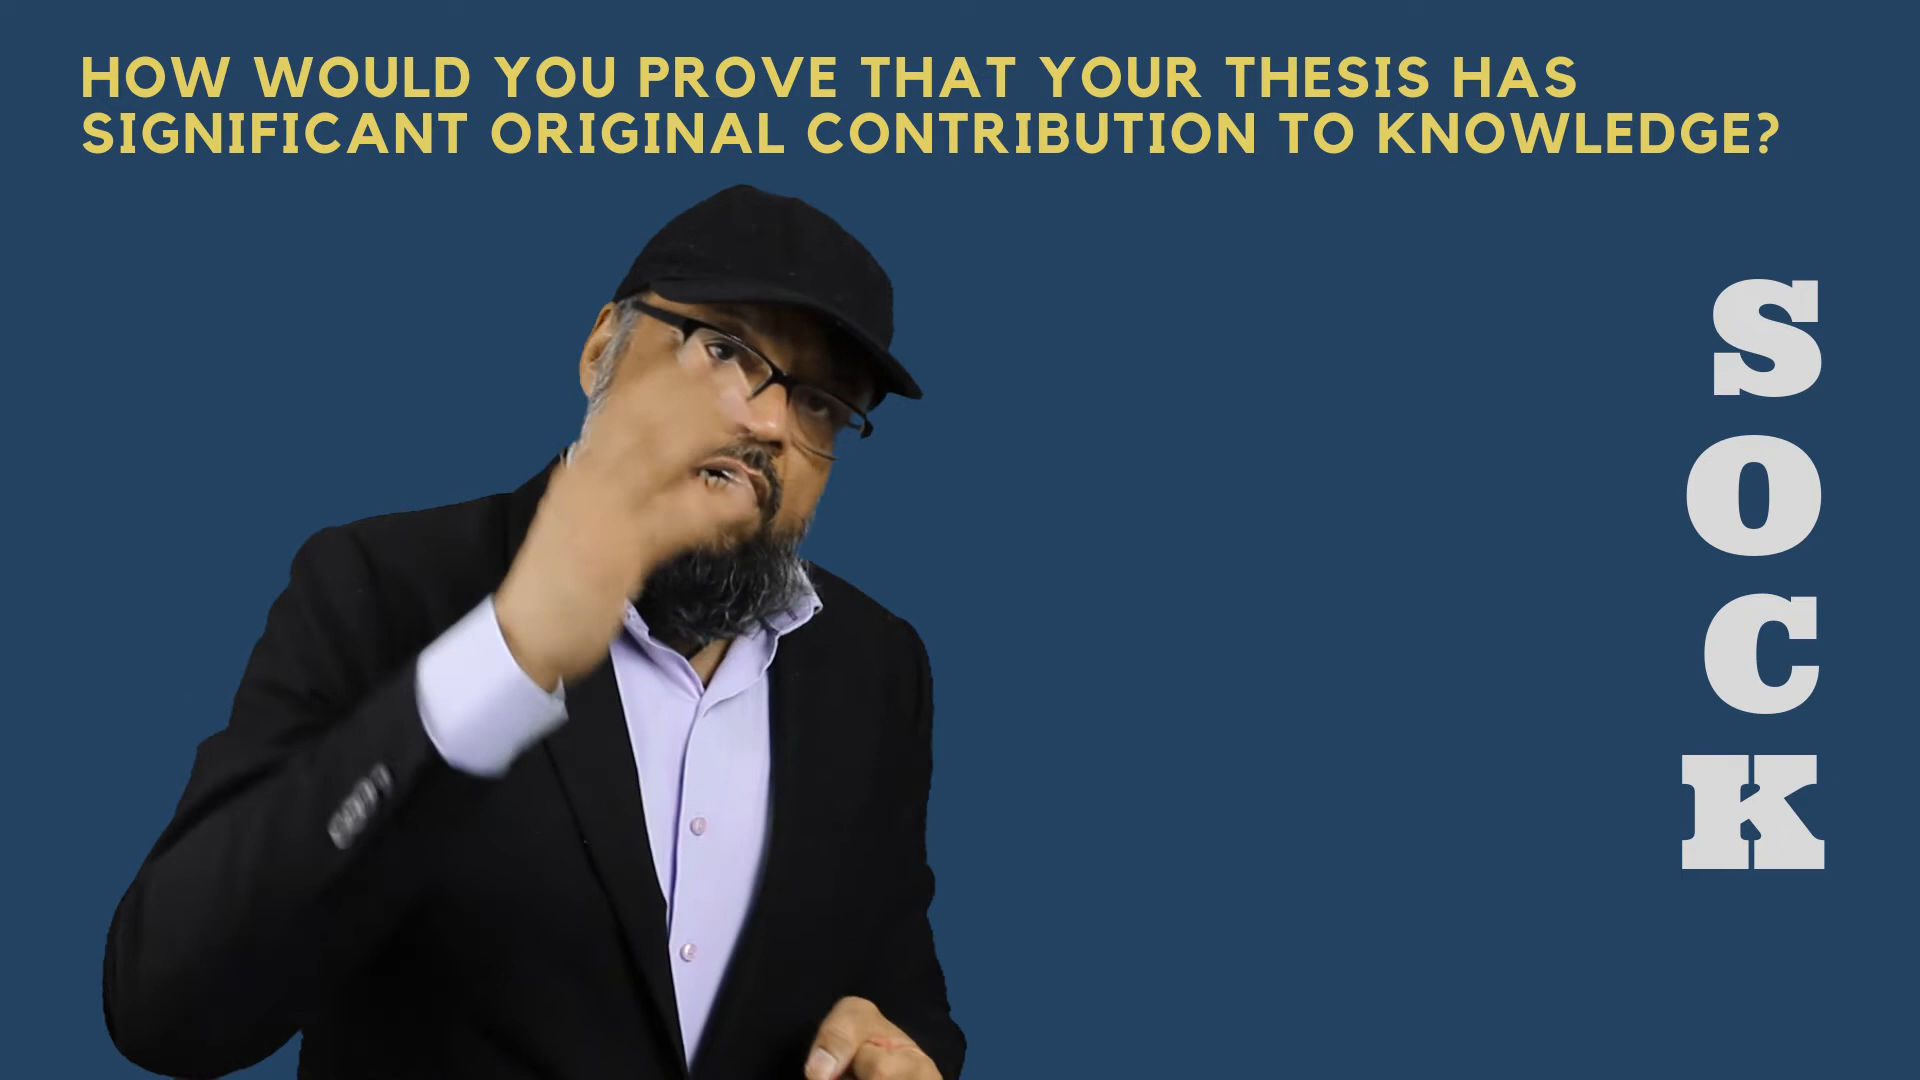 HOW WOULD YOU PROVE THAT YOUR THESIS HAS
SIGNIFICANT ORIGINAL CONTRIBUTION TO KNOWLEDGE?
S
O
C
K